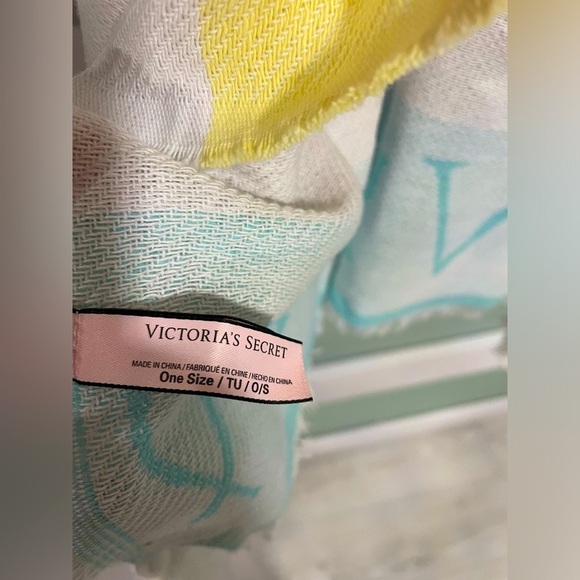 V
VICTORIA'S SECRET
MADE IN CHINA / FABRIQUÉ EN CHINE / HECHO EN CHINA
One Size / TU / O/S